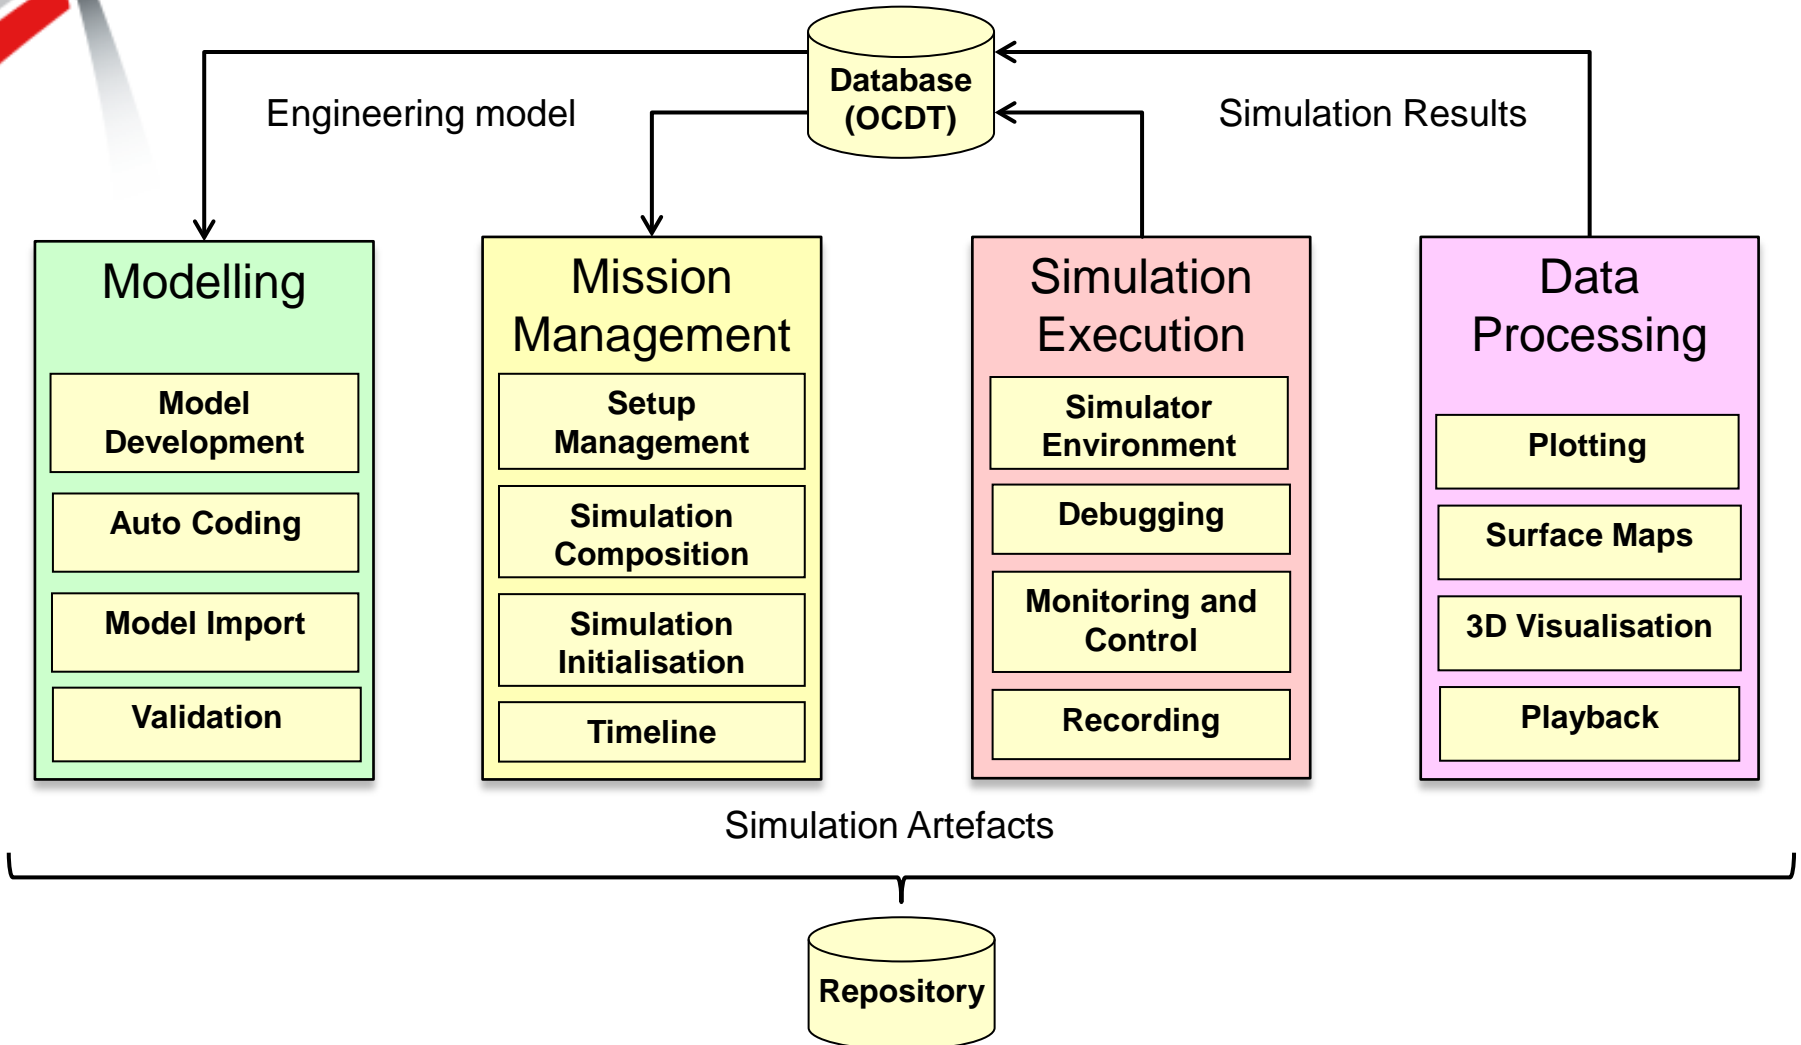 Database
(OCDT)
Engineering model
Simulation Results
Modelling
Model
Development
Auto Coding
Model Import
Validation
Mission
Management
Setup
Management
Simulation
Composition
Simulation
Initialisation
Timeline
Simulation
Execution
Simulator
Environment
Debugging
Monitoring and
Control
Recording
Data
Processing
Plotting
Surface Maps
3D Visualisation
Playback
Simulation Artefacts
Repository